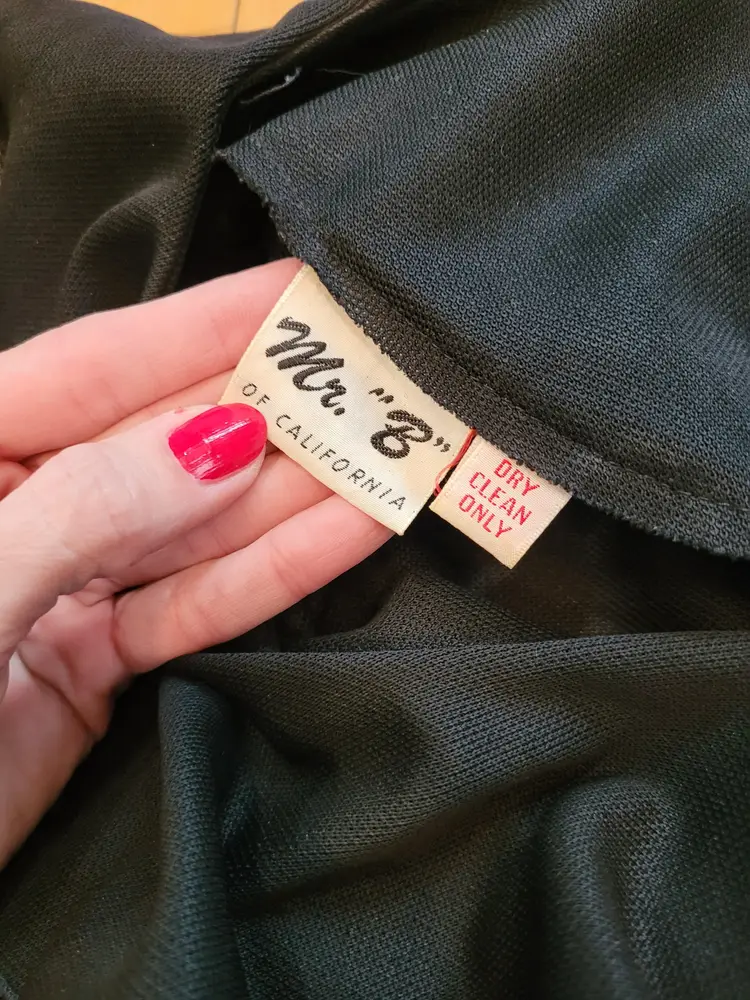 Mr. "B"
OF CALIFORNIA
DRY
CLEAN
ONLY